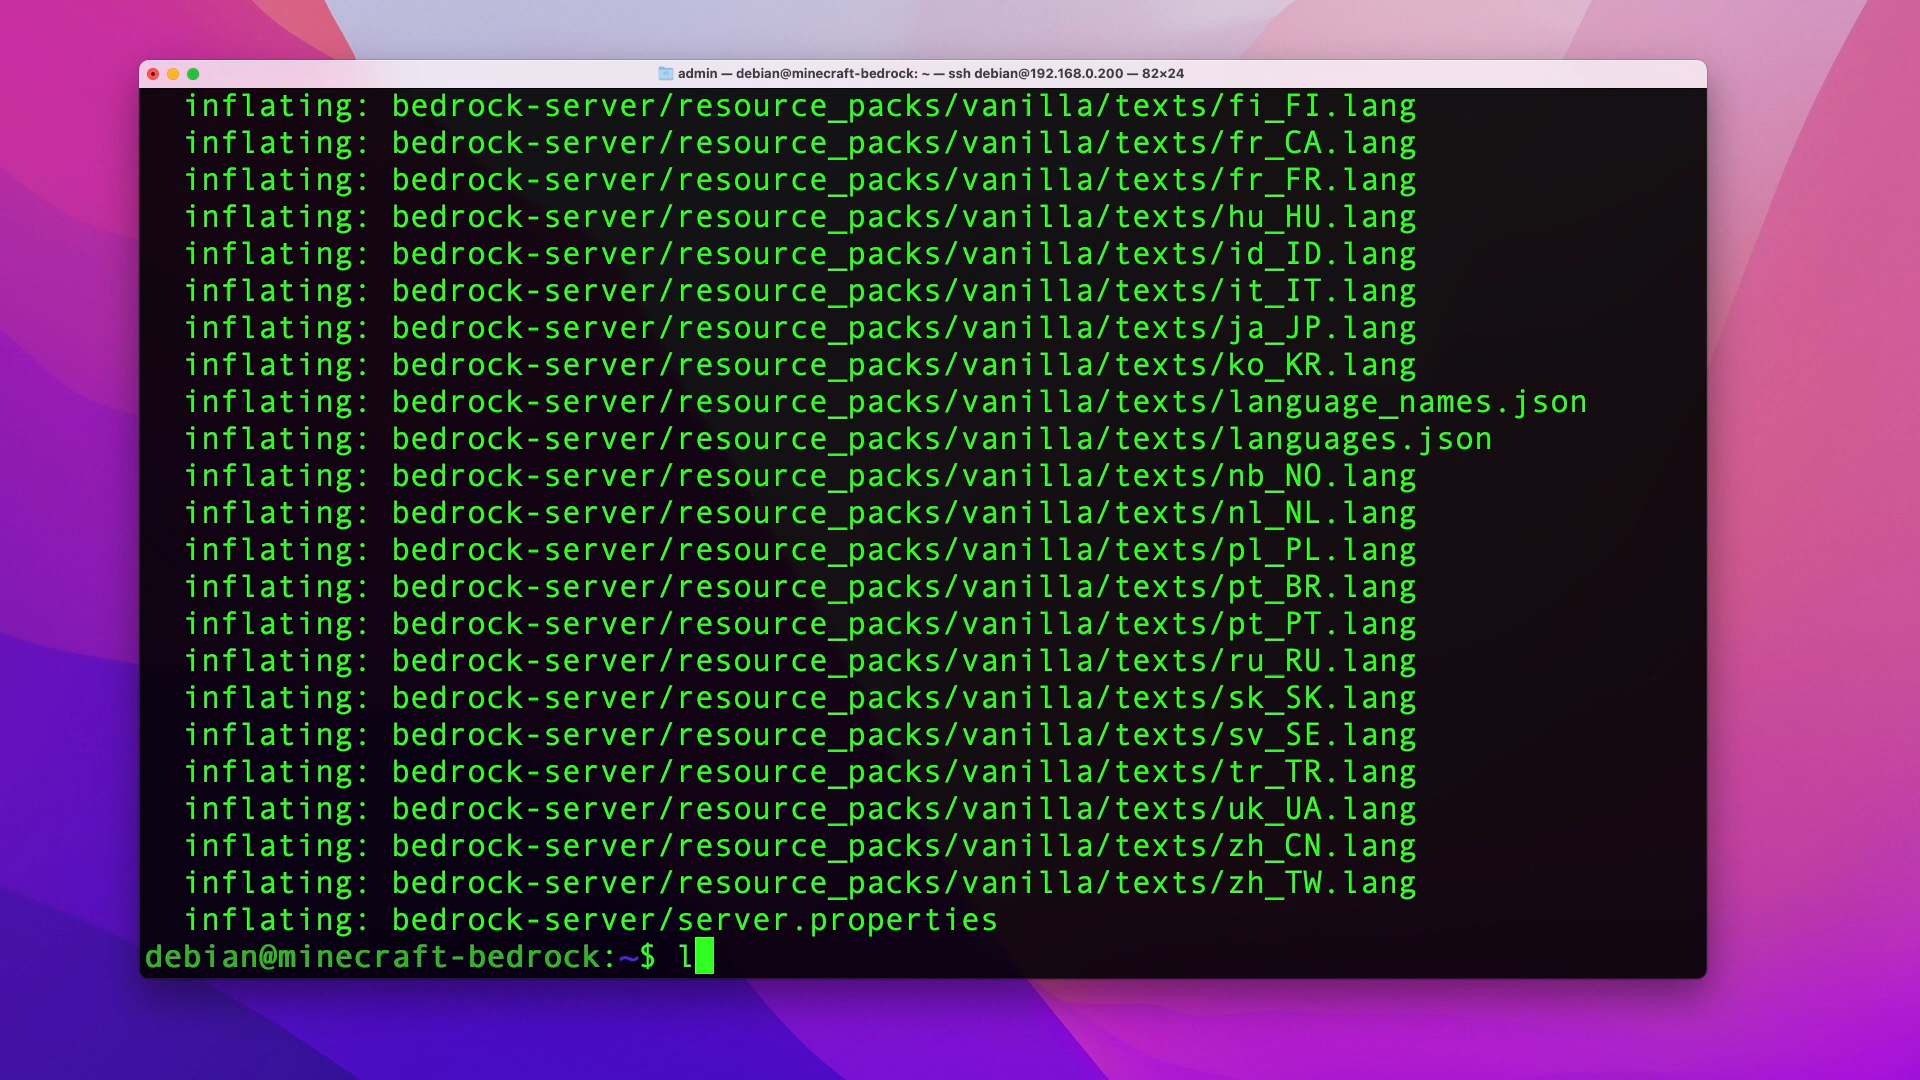 admin — debian@minecraft-bedrock: ~ — ssh debian@192.168.0.200 — 82×24
inflating: bedrock-server/resource_packs/vanilla/texts/fi_FI.lang
inflating: bedrock-server/resource_packs/vanilla/texts/fr_CA.lang
inflating: bedrock-server/resource_packs/vanilla/texts/fr_FR.lang
inflating: bedrock-server/resource_packs/vanilla/texts/hu_HU.lang
inflating: bedrock-server/resource_packs/vanilla/texts/id_ID.lang
inflating: bedrock-server/resource_packs/vanilla/texts/it_IT.lang
inflating: bedrock-server/resource_packs/vanilla/texts/ja_JP.lang
inflating: bedrock-server/resource_packs/vanilla/texts/ko_KR.lang
inflating: bedrock-server/resource_packs/vanilla/texts/language_names.json
inflating: bedrock-server/resource_packs/vanilla/texts/languages.json
inflating: bedrock-server/resource_packs/vanilla/texts/nb_NO.lang
inflating: bedrock-server/resource_packs/vanilla/texts/nl_NL.lang
inflating: bedrock-server/resource_packs/vanilla/texts/pl_PL.lang
inflating: bedrock-server/resource_packs/vanilla/texts/pt_BR.lang
inflating: bedrock-server/resource_packs/vanilla/texts/pt_PT.lang
inflating: bedrock-server/resource_packs/vanilla/texts/ru_RU.lang
inflating: bedrock-server/resource_packs/vanilla/texts/sk_SK.lang
inflating: bedrock-server/resource_packs/vanilla/texts/sv_SE.lang
inflating: bedrock-server/resource_packs/vanilla/texts/tr_TR.lang
inflating: bedrock-server/resource_packs/vanilla/texts/uk_UA.lang
inflating: bedrock-server/resource_packs/vanilla/texts/zh_CN.lang
inflating: bedrock-server/resource_packs/vanilla/texts/zh_TW.lang
inflating: bedrock-server/server.properties
debian@minecraft-bedrock:~$ l